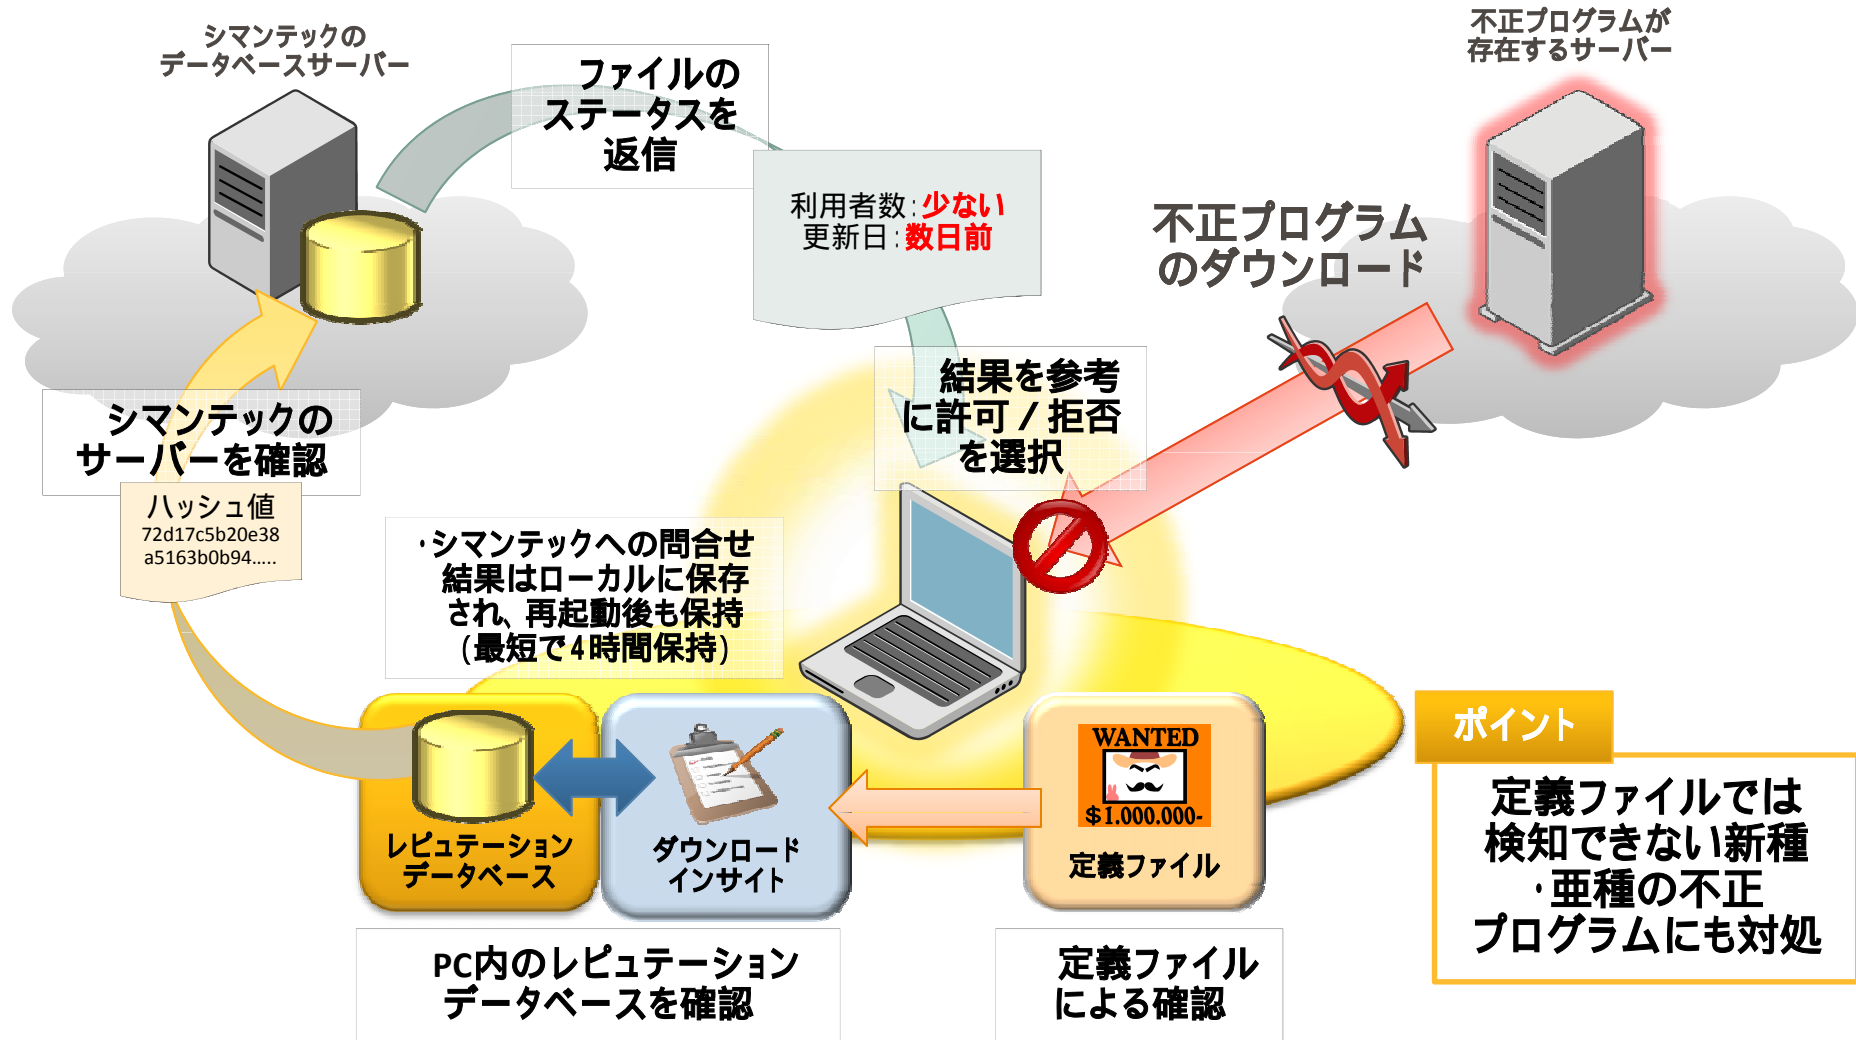 シマンテックの
データベースサーバー
ファイルの
ステータスを
返信
不正プログラムが
存在するサーバー
利用者数：少ない
更新日：数日前
不正プログラム
のダウンロード
結果を参考
に許可／拒否
を選択
シマンテックの
サーバーを確認
ハッシュ値
72d17c5b20e38
a5163b0b94.....
・シマンテックへの問合せ
結果はローカルに保存
され、再起動後も保持
(最短で4時間保持)
レピュテーション
データベース
ダウンロード
インサイト
WANTED
$1.000.000-
定義ファイル
ポイント
定義ファイルでは
検知できない新種
・亜種の不正
プログラムにも対処
PC内のレピュテーション
データベースを確認
定義ファイル
による確認